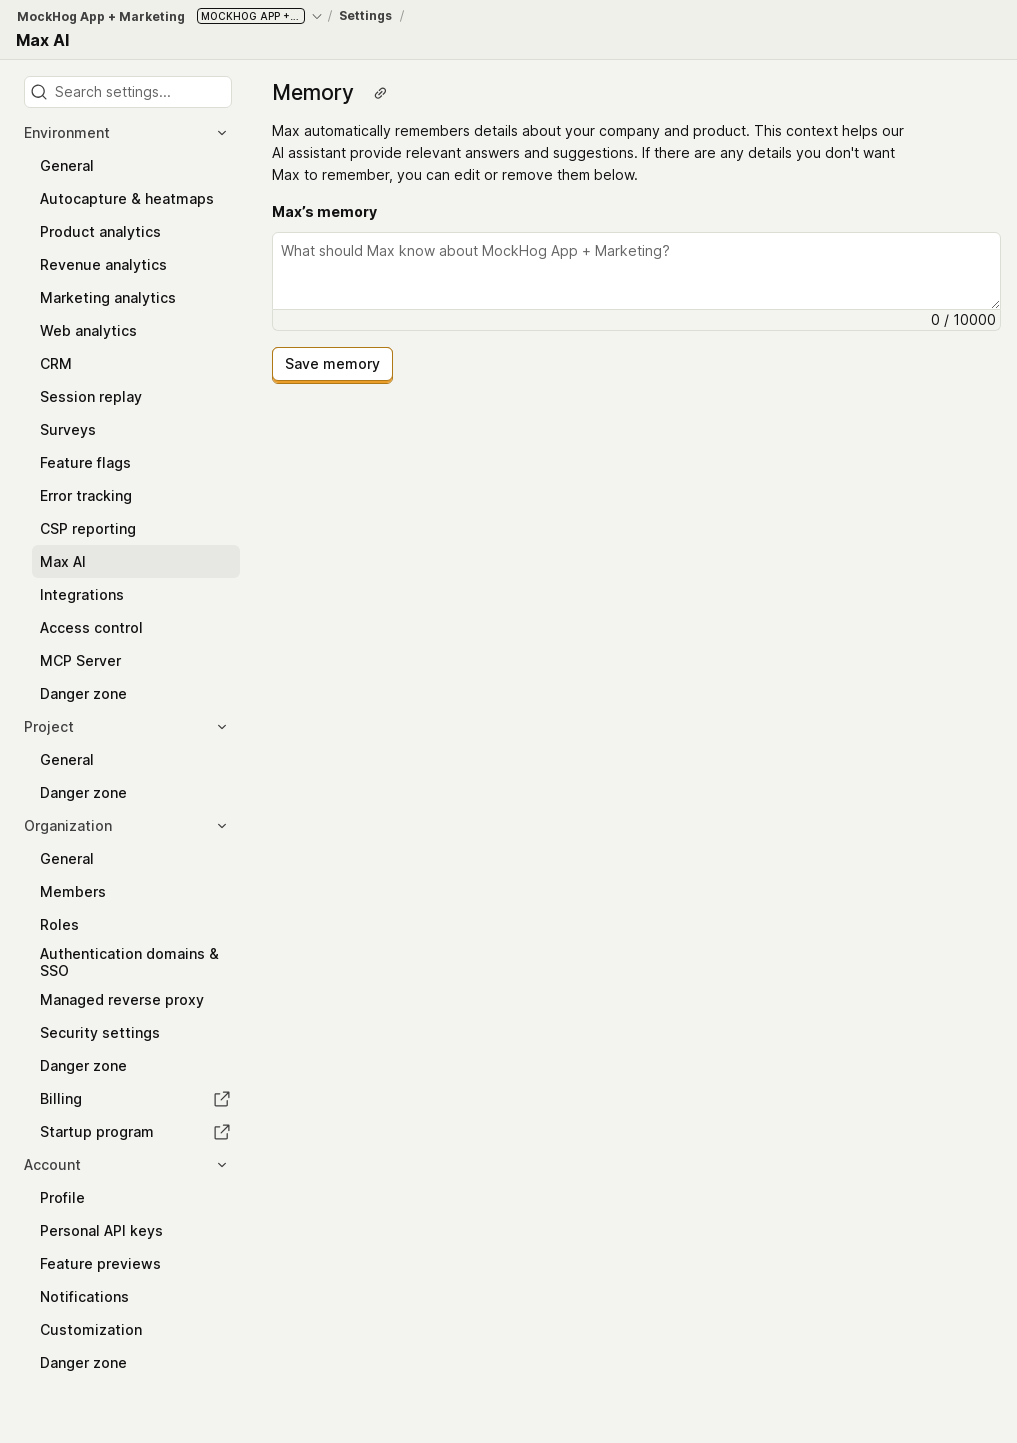 MockHog App + Marketing MOCKHOG APP +... / Settings /
Max AI
Search settings...
Environment
General
Autocapture & heatmaps
Product analytics
Revenue analytics
Marketing analytics
Web analytics
CRM
Session replay
Surveys
Feature flags
Error tracking
CSP reporting
Max AI
Integrations
Access control
MCP Server
Danger zone
Project
General
Danger zone
Organization
General
Members
Roles
Authentication domains &
SSO
Managed reverse proxy
Security settings
Danger zone
Billing
Startup program
Account
Profile
Personal API keys
Feature previews
Notifications
Customization
Danger zone
Memory
Max automatically remembers details about your company and product. This context helps our
AI assistant provide relevant answers and suggestions. If there are any details you don't want
Max to remember, you can edit or remove them below.
Max’s memory
What should Max know about MockHog App + Marketing?
0 / 10000
Save memory